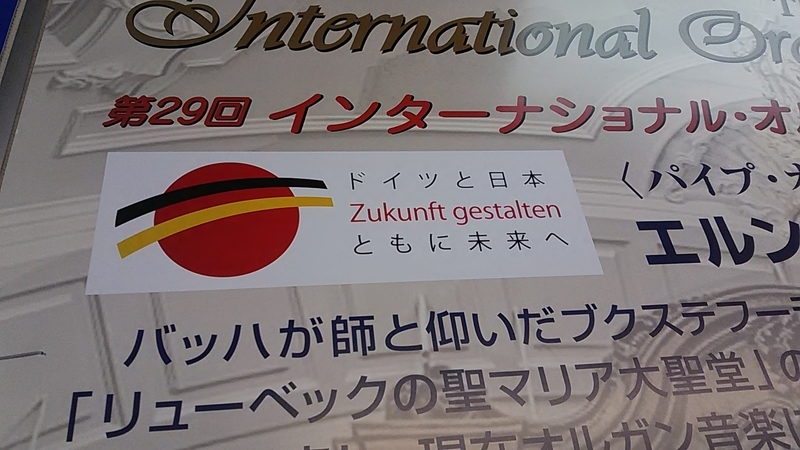 International Or
第29回 インターナショナル・オ
ドイツと日本
Zukunft gestalten
ともに未来へ
〈パイプ・
エルン
バッハが師と仰いだブクステフーデ
「リューベックの聖マリア大聖堂」の
現在オルガン音楽